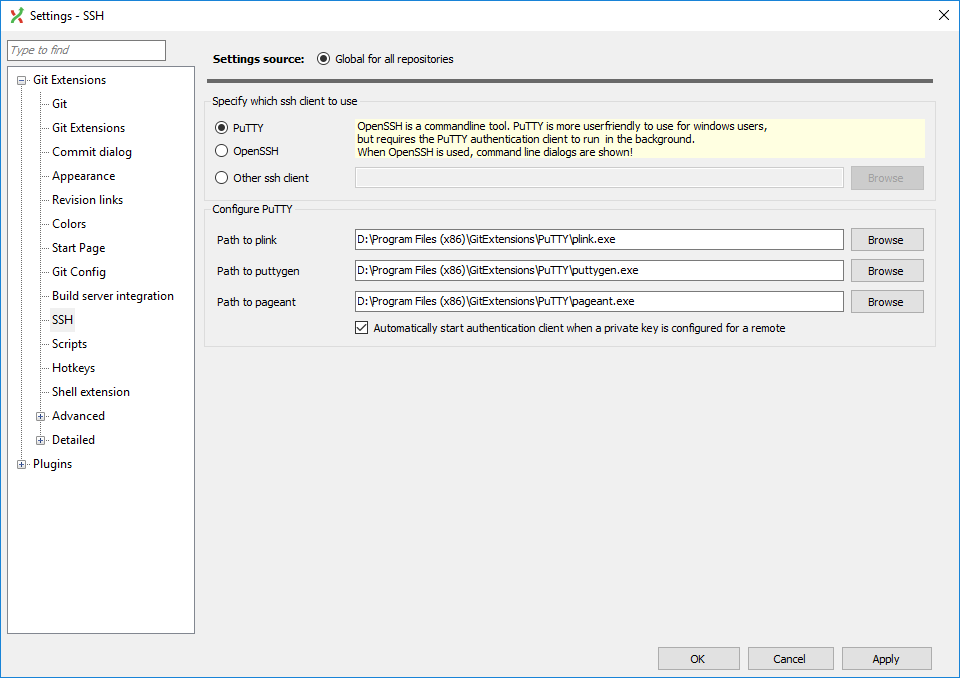 Settings - SSH
Type to find
Git Extensions
Git
Git Extensions
Commit dialog
Appearance
Revision links
Colors
Start Page
Git Config
Build server integration
SSH
Scripts
Hotkeys
Shell extension
Advanced
Detailed
Plugins
Settings source: Global for all repositories
Specify which ssh client to use
PuTTY
OpenSSH
Other ssh client
OpenSSH is a commandline tool. PuTTY is more userfriendly to use for windows users,
but requires the PuTTY authentication client to run  in the background.
When OpenSSH is used, command line dialogs are shown!
Browse
Configure PuTTY
Path to plink D:\Program Files (x86)\GitExtensions\PuTTY\plink.exe Browse
Path to puttygen D:\Program Files (x86)\GitExtensions\PuTTY\puttygen.exe Browse
Path to pageant D:\Program Files (x86)\GitExtensions\PuTTY\pageant.exe Browse
Automatically start authentication client when a private key is configured for a remote
OK Cancel Apply